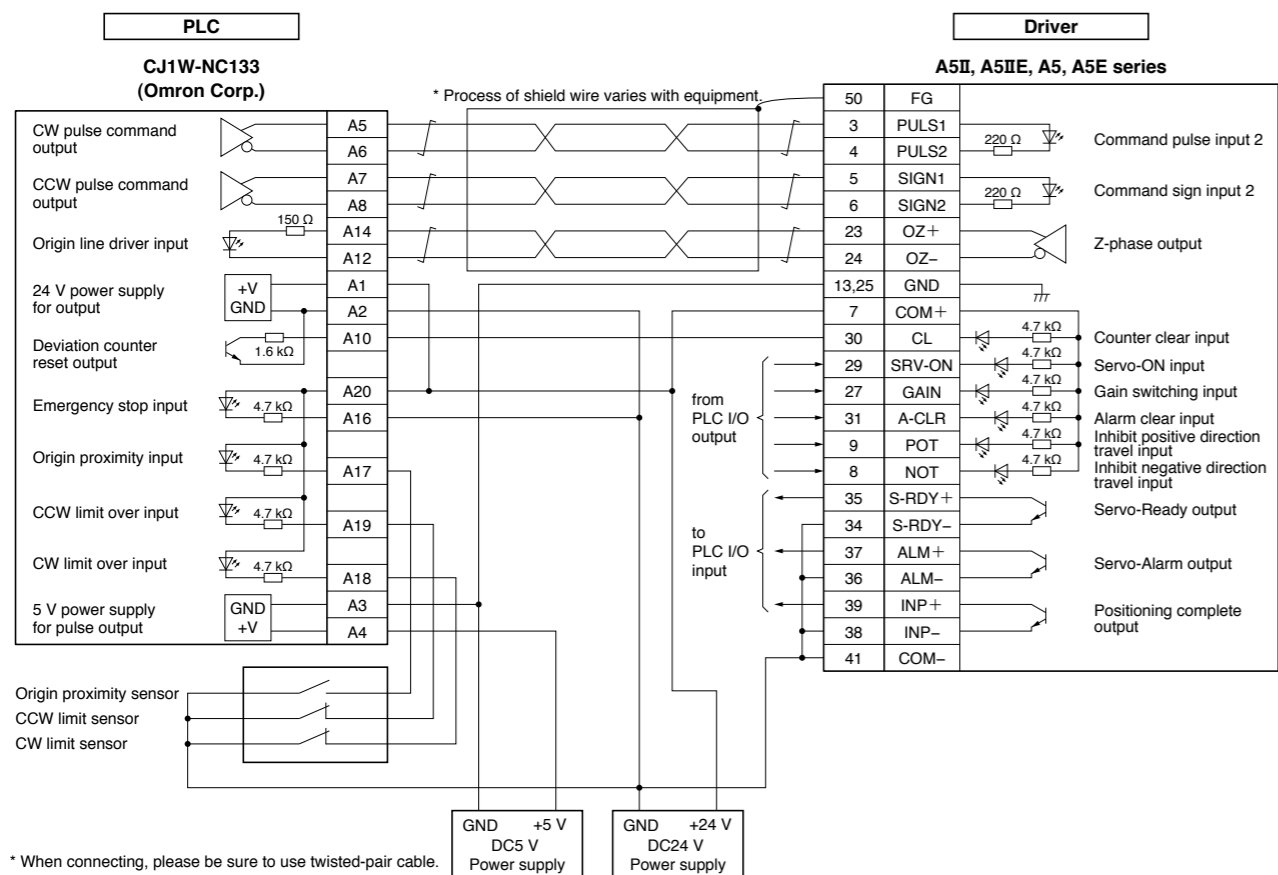 PLC
CJ1W-NC133
(Omron Corp.)
CW pulse command
output
CCW pulse command
output
150 Ω
Origin line driver input
24 V power supply
for output
+V
GND
Deviation counter
reset output
1.6 kΩ
Emergency stop input
4.7 kΩ
Origin proximity input
4.7 kΩ
CCW limit over input
4.7 kΩ
CW limit over input
4.7 kΩ
5 V power supply
for pulse output
GND
+V
A5
A6
A7
A8
A14
A12
A1
A2
A10
A20
A16
A17
A19
A18
A3
A4
Origin proximity sensor
CCW limit sensor
CW limit sensor
* Process of shield wire varies with equipment.
from
PLC I/O
output
to
PLC I/O
input
GND +5 V
DC5 V
Power supply
GND +24 V
DC24 V
Power supply
Driver
A5II, A5IIE, A5, A5E series
50 FG
3 PULS1
4 PULS2
5 SIGN1
6 SIGN2
23 OZ+
24 OZ−
13,25 GND
7 COM+
30 CL
29 SRV-ON
27 GAIN
31 A-CLR
9 POT
8 NOT
35 S-RDY+
34 S-RDY−
37 ALM+
36 ALM−
39 INP+
38 INP−
41 COM−
220 Ω
Command pulse input 2
220 Ω
Command sign input 2
Z-phase output
4.7 kΩ
Counter clear input
4.7 kΩ
Servo-ON input
4.7 kΩ
Gain switching input
4.7 kΩ
Alarm clear input
4.7 kΩ
Inhibit positive direction
travel input
4.7 kΩ
Inhibit negative direction
travel input
Servo-Ready output
Servo-Alarm output
Positioning complete
output
* When connecting, please be sure to use twisted-pair cable.